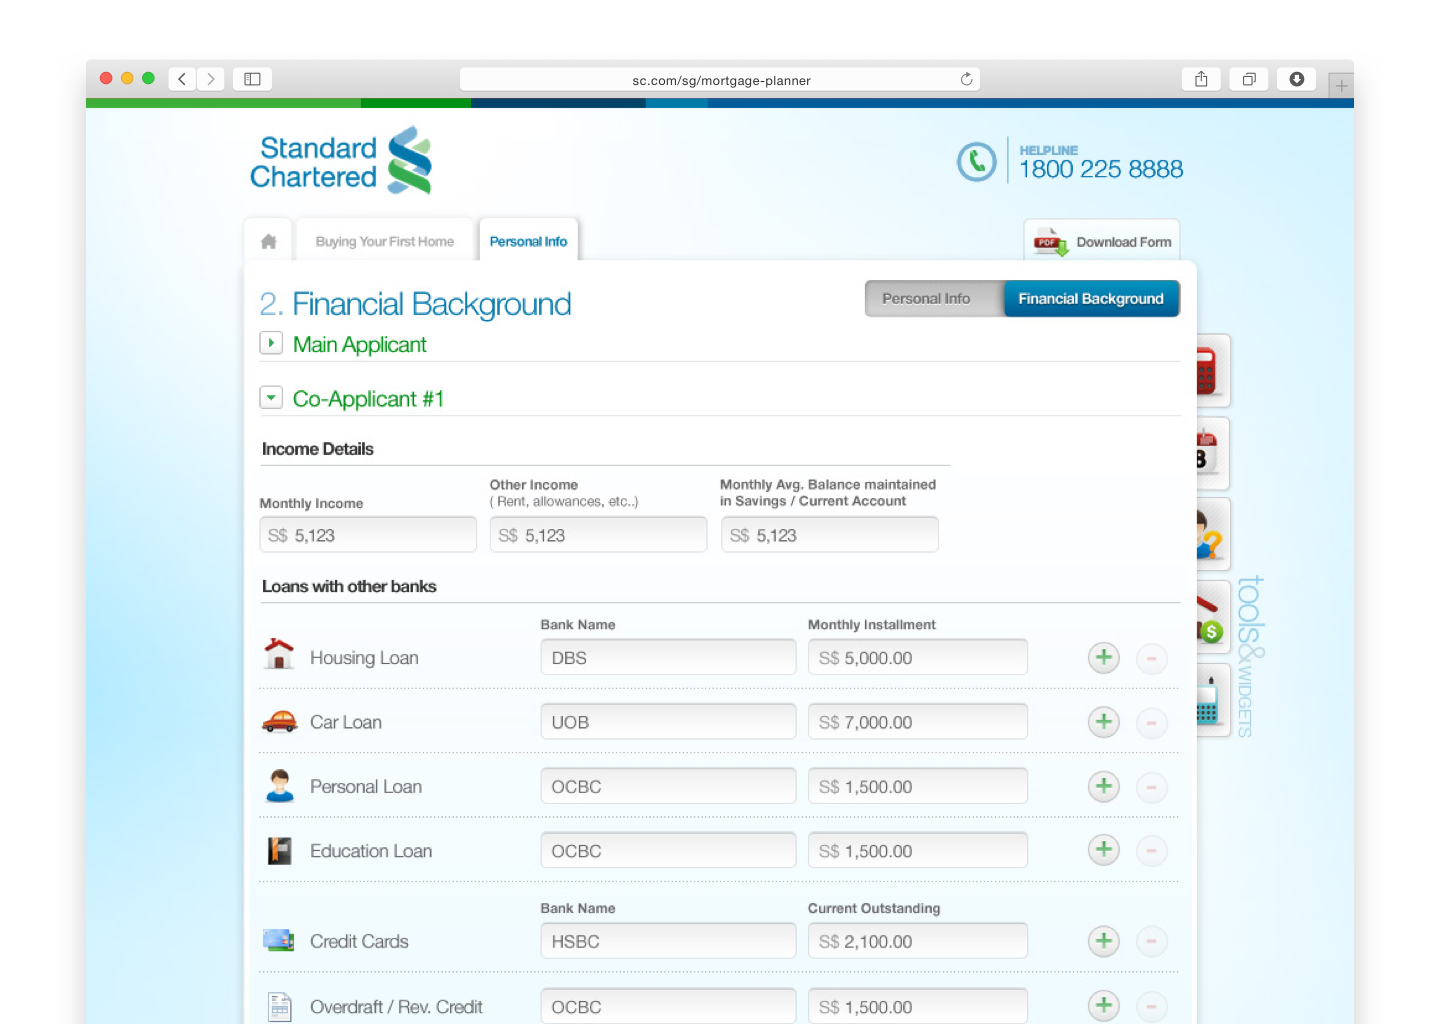 sc.com/sg/mortgage-planner
Standard
Chartered
HELPLINE
1800 225 8888
Buying Your First Home
Personal Info
PDF
Download Form
2. Financial Background
Personal Info
Financial Background
Main Applicant
Co-Applicant #1
Income Details
Monthly Income
Other Income
( Rent, allowances, etc..)
Monthly Avg. Balance maintained
in Savings / Current Account
S$ 5,123
S$ 5,123
S$ 5,123
Loans with other banks
Bank Name
Monthly Installment
Housing Loan
DBS
S$ 5,000.00
Car Loan
UOB
S$ 7,000.00
Personal Loan
OCBC
S$ 1,500.00
Education Loan
OCBC
S$ 1,500.00
Bank Name
Current Outstanding
Credit Cards
HSBC
S$ 2,100.00
Overdraft / Rev. Credit
OCBC
S$ 1,500.00
tools&WIDGETS